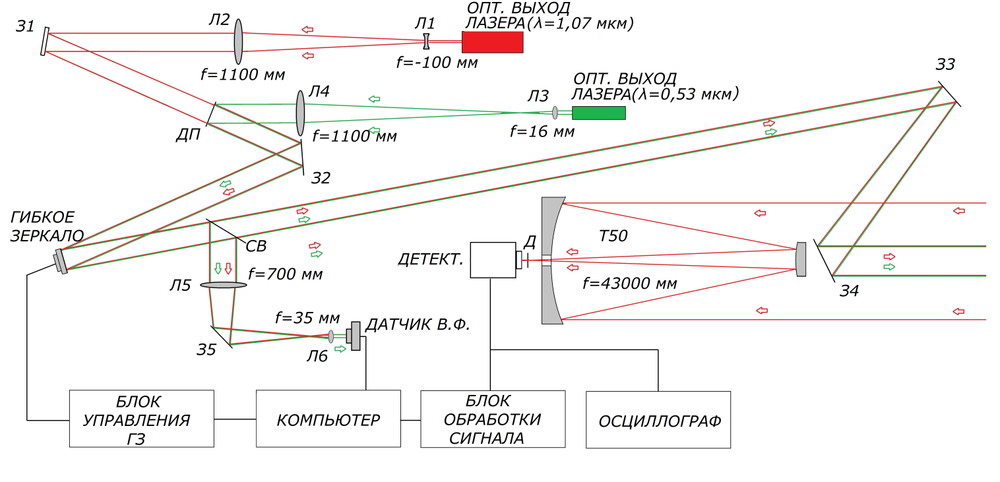 ОПТ. ВЫХОД
ЛАЗЕРА(λ=1,07 мкм)
З1
Л2
Л1
f=1100 мм
f=-100 мм
З3
ОПТ. ВЫХОД
ЛАЗЕРА(λ=0,53 мкм)
Л4
Л3
ДП
f=1100 мм
f=16 мм
З2
ГИБКОЕ
ЗЕРКАЛО
СВ
Т50
Д
ДЕТЕКТ.
f=700 мм
Л5
f=43000 мм
З4
f=35 мм
ДАТЧИК В.Ф.
З5
Л6
БЛОК
УПРАВЛЕНИЯ
ГЗ
КОМПЬЮТЕР
БЛОК
ОБРАБОТКИ
СИГНАЛА
ОСЦИЛЛОГРАФ